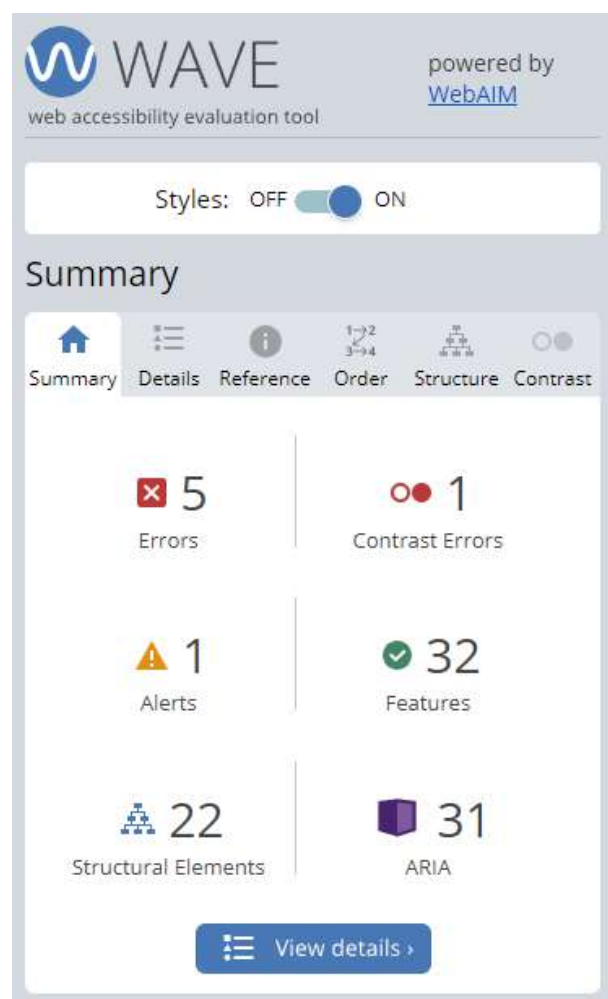 WAVE
powered by
WebAIM
web accessibility evaluation tool
Styles: OFF ON
Summary
1→2
3→4
Summary Details Reference Order Structure Contrast
5 1
Errors Contrast Errors
1 32
Alerts Features
22 31
Structural Elements ARIA
View details ›